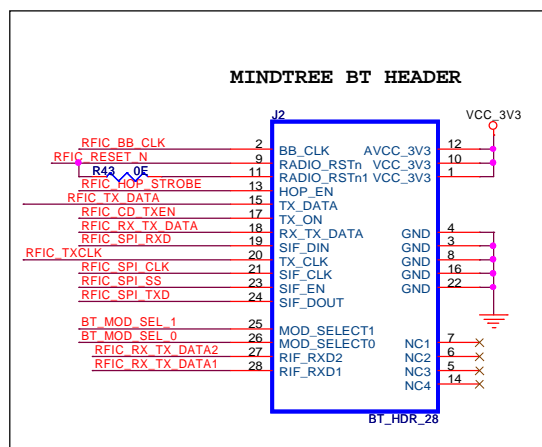 MINDTREE BT HEADER
J2
VCC_3V3
RFIC_BB_CLK 2 BB_CLK AVCC_3V3 12
RFIC_RESET_N 9 RADIO_RSTn VCC_3V3 10
R43 0E 11 RADIO_RSTn1 VCC_3V3 1
RFIC_HOP_STROBE 13 HOP_EN
RFIC_TX_DATA 15 TX_DATA
RFIC_CD_TXEN 17 TX_ON
RFIC_RX_TX_DATA 18 RX_TX_DATA GND 4
RFIC_SPI_RXD 19 SIF_DIN GND 3
RFIC_TXCLK 20 TX_CLK GND 8
RFIC_SPI_CLK 21 SIF_CLK GND 16
RFIC_SPI_SS 23 SIF_EN GND 22
RFIC_SPI_TXD 24 SIF_DOUT
BT_MOD_SEL_1 25 MOD_SELECT1
BT_MOD_SEL_0 26 MOD_SELECT0 NC1 7
RFIC_RX_TX_DATA2 27 RIF_RXD2 NC2 6
RFIC_RX_TX_DATA1 28 RIF_RXD1 NC3 5
NC4 14
BT_HDR_28